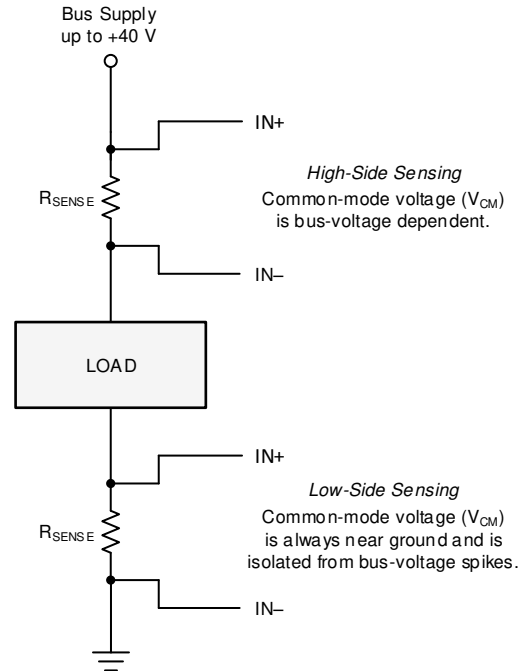 Bus Supply
up to +40 V
IN+
High-Side Sensing
Common-mode voltage (VCM)
is bus-voltage dependent.
RSENSE
IN–
LOAD
IN+
Low-Side Sensing
Common-mode voltage (VCM)
is always near ground and is
isolated from bus-voltage spikes.
RSENSE
IN–